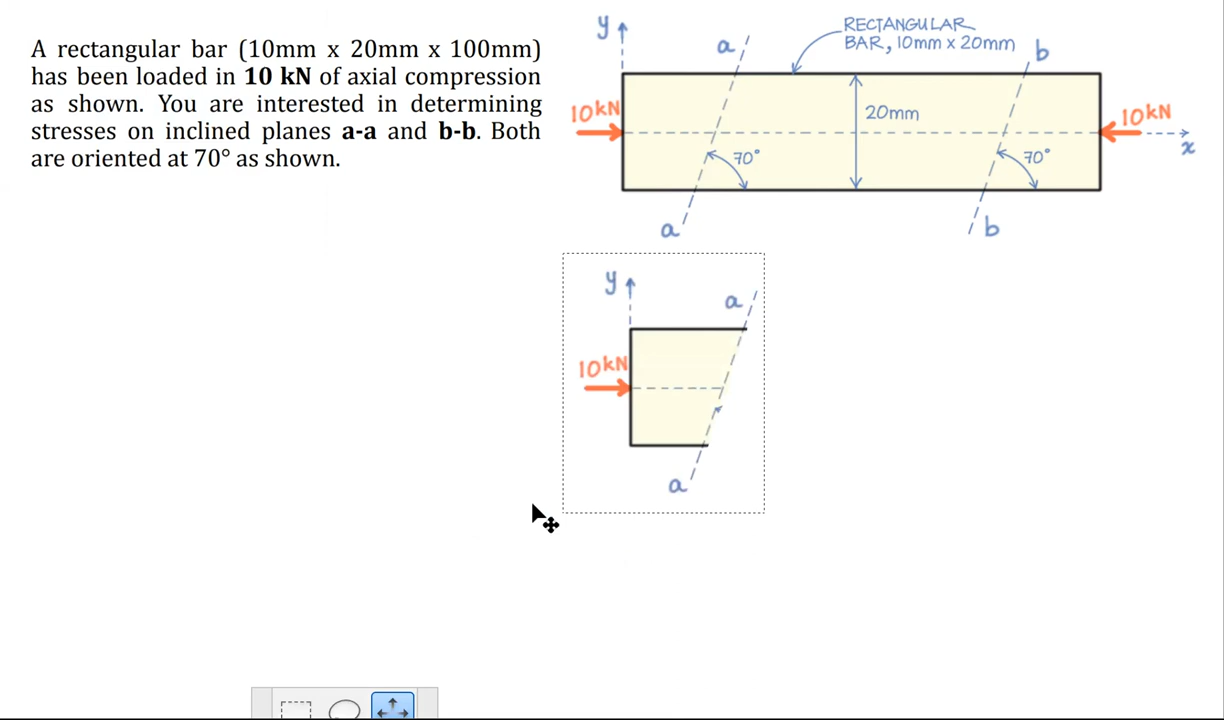 A rectangular bar (10mm x 20mm x 100mm)
has been loaded in 10 kN of axial compression
as shown. You are interested in determining
stresses on inclined planes a-a and b-b. Both
are oriented at 70° as shown.
y
a
RECTANGULAR
BAR, 10mm x 20mm
b
10kN
20mm
10kN
x
70°
70°
a
b
y
a
10kN
a